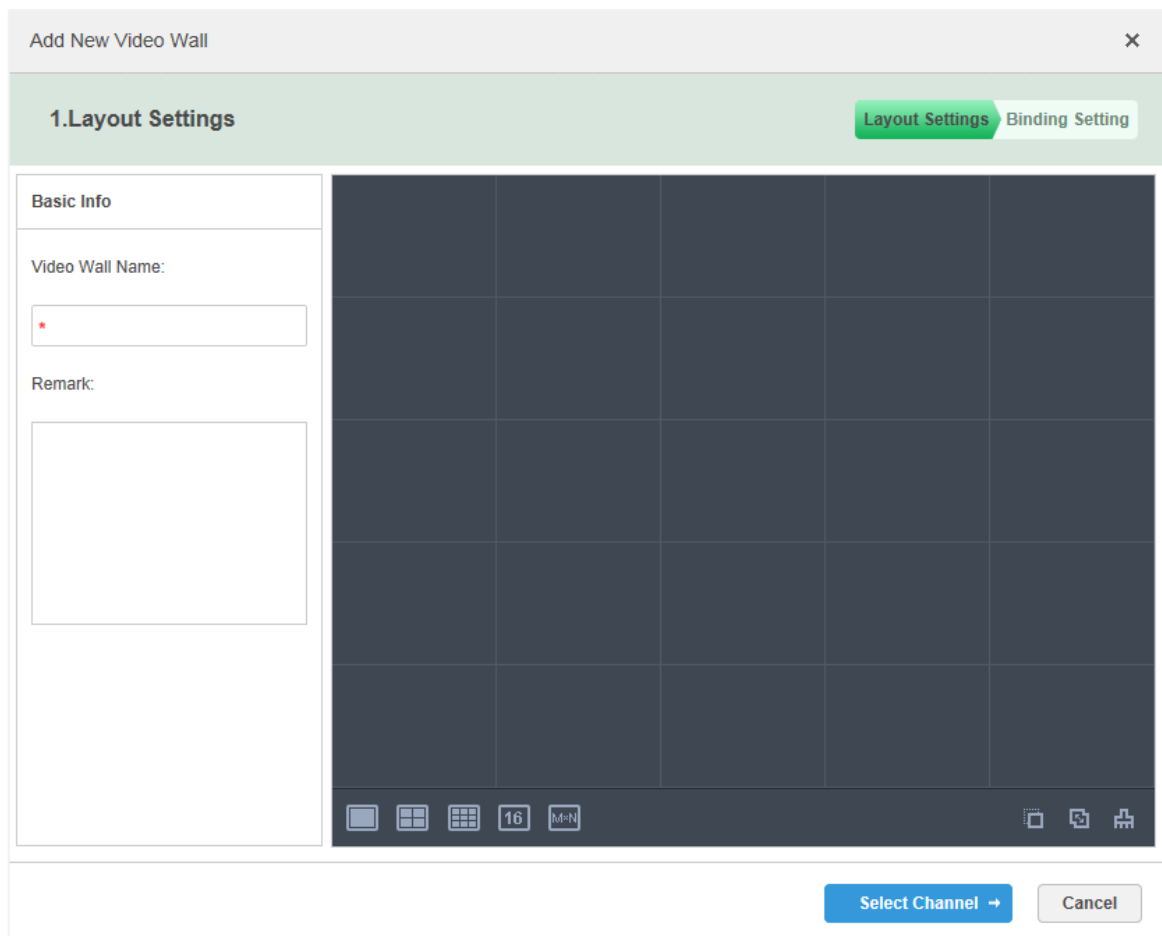 Add New Video Wall ×
1.Layout Settings
Layout Settings Binding Setting
Basic Info
Video Wall Name:
*
Remark:
16 M×N
Select Channel → Cancel